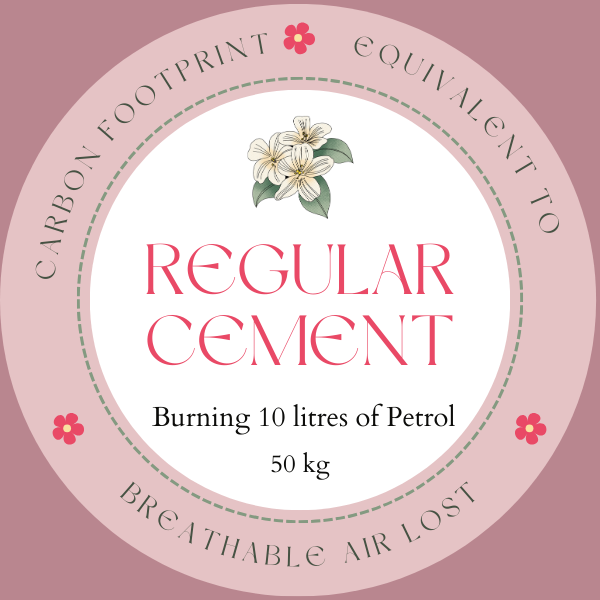 CARBON FOOTPRINT EQUIVALENT TO
REGULAR
CEMENT
Burning 10 litres of Petrol
50 kg
BREATHABLE AIR LOST